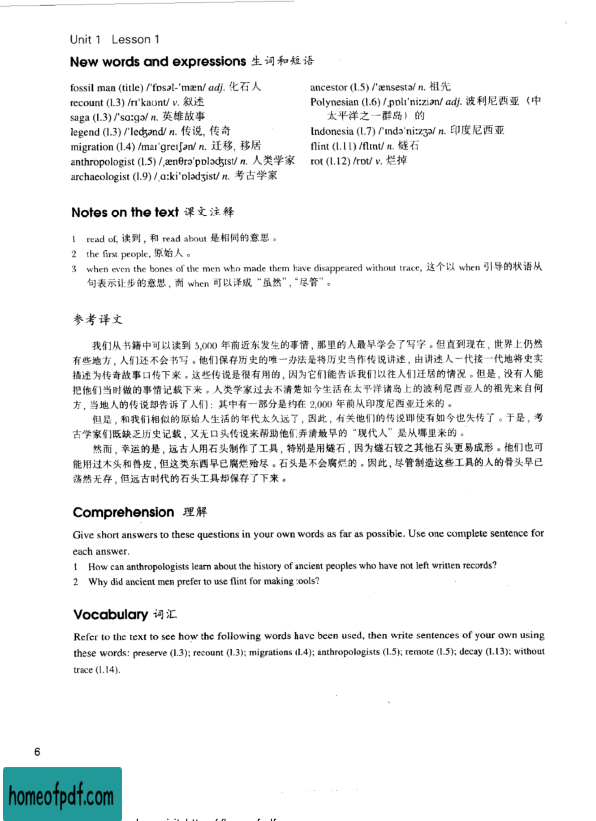 Unit 1 Lesson 1
New words and expressions 生词和短语
fossil man (title) /'fɒsəl-'mæn/ adj. 化石人
recount (l.3) /rɪ'kaʊnt/ v. 叙述
saga (l.3) /'sɑːgə/ n. 英雄故事
legend (l.3) /'ledʒənd/ n. 传说, 传奇
migration (l.4) /maɪ'greɪʃən/ n. 迁移, 移居
anthropologist (l.5) /ˌænθrə'pɒlədʒɪst/ n. 人类学家
archaeologist (l.9) /ˌɑːki'ɒlədʒist/ n. 考古学家
ancestor (l.5) /'ænsestə/ n. 祖先
Polynesian (l.6) /ˌpɒlɪ'niːziən/ adj. 波利尼西亚（中
太平洋之一群岛）的
Indonesia (l.7) /ˌɪndə'niːzɪə/ n. 印度尼西亚
flint (l.11) /flɪnt/ n. 燧石
rot (l.12) /rɒt/ v. 烂掉
Notes on the text 课文注释
1 read of, 读到，和 read about 是相同的意思。
2 the first people, 原始人。
3 when even the bones of the men who made them have disappeared without trace, 这个以 when 引导的状语从
句表示让步的意思，而 when 可以译成 “虽然”, “尽管”。
参考译文
我们从书籍中可以读到 5,000 年前近东发生的事情, 那里的人最早学会了写字。但直到现在, 世界上仍然
有些地方, 人们还不会书写。他们保存历史的唯一办法是将历史当作传说讲述, 由讲述人一代接一代地将史实
描述为传奇故事口传下来。这些传说是很有用的, 因为它们能告诉我们以往人们迁居的情况。但是, 没有人能
把他们当时做的事情记载下来。人类学家过去不清楚如今生活在太平洋诸岛上的波利尼西亚人的祖先来自何
方, 当地人的传说却告诉了人们: 其中有一部分是约在 2,000 年前从印度尼西亚迁来的。
但是, 和我们相似的原始人生活的年代太久远了, 因此, 有关他们的传说即使有如今也失传了。于是, 考
古学家们既缺乏历史记载, 又无口头传说来帮助他们弄清最早的 “现代人” 是从哪里来的。
然而, 幸运的是, 远古人用石头制作了工具, 特别是用燧石, 因为燧石较之其他石头更易成形。他们也可
能用过木头和兽皮, 但这类东西早已腐烂殆尽。石头是不会腐烂的。因此, 尽管制造这些工具的人的骨头早已
荡然无存, 但远古时代的石头工具却保存了下来。
Comprehension 理解
Give short answers to these questions in your own words as far as possible. Use one complete sentence for
each answer.
1 How can anthropologists learn about the history of ancient peoples who have not left written records?
2 Why did ancient men prefer to use flint for making tools?
Vocabulary 词汇
Refer to the text to see how the following words have been used, then write sentences of your own using
these words: preserve (l.3); recount (l.3); migrations (l.4); anthropologists (l.5); remote (l.5); decay (l.13); without
trace (l.14).
6
homeofpdf.com